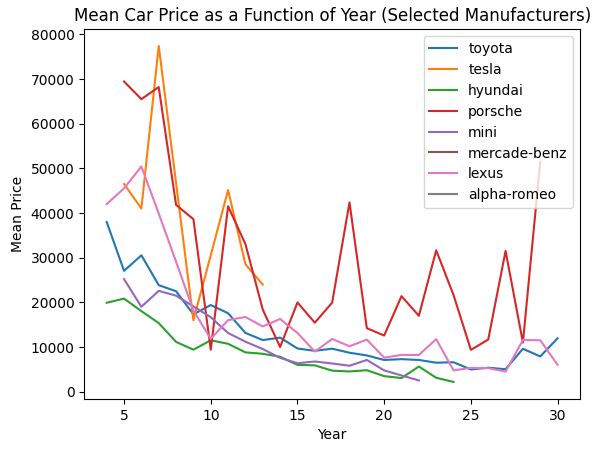 Mean Car Price as a Function of Year (Selected Manufacturers)
80000
70000
60000
50000
40000
30000
20000
10000
0
Mean Price
toyota
tesla
hyundai
porsche
mini
mercade-benz
lexus
alpha-romeo
5
10
15
20
25
30
Year